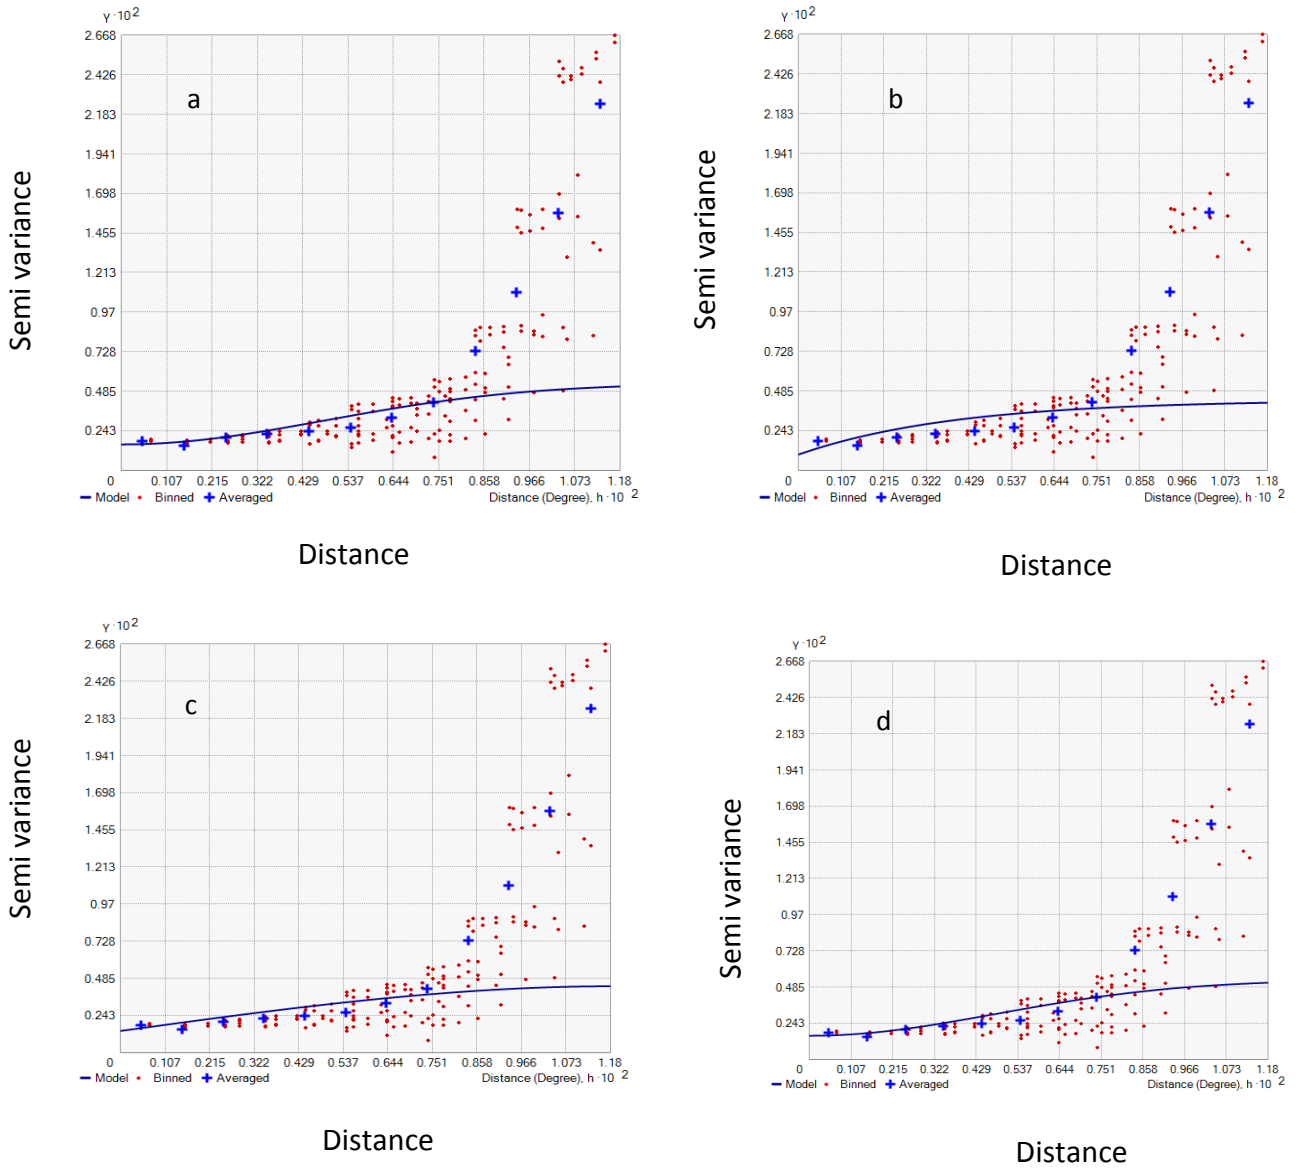 γ · 10 2
2.668
2.426
2.183
1.941
1.698
1.455
1.213
0.97
0.728
0.485
0.243
a
Semi variance
0 0.107 0.215 0.322 0.429 0.537 0.644 0.751 0.858 0.966 1.073 1.18
Model Binned Averaged Distance (Degree), h · 10 2
Distance
γ · 10 2
2.668
2.426
2.183
1.941
1.698
1.455
1.213
0.97
0.728
0.485
0.243
b
Semi variance
0 0.107 0.215 0.322 0.429 0.537 0.644 0.751 0.858 0.966 1.073 1.18
Model Binned Averaged Distance (Degree), h · 10 2
Distance
γ · 10 2
2.668
2.426
2.183
1.941
1.698
1.455
1.213
0.97
0.728
0.485
0.243
c
Semi variance
0 0.107 0.215 0.322 0.429 0.537 0.644 0.751 0.858 0.966 1.073 1.18
Model Binned Averaged Distance (Degree), h · 10 2
Distance
γ · 10 2
2.668
2.426
2.183
1.941
1.698
1.455
1.213
0.97
0.728
0.485
0.243
d
Semi variance
0 0.107 0.215 0.322 0.429 0.537 0.644 0.751 0.858 0.966 1.073 1.18
Model Binned Averaged Distance (Degree), h · 10 2
Distance